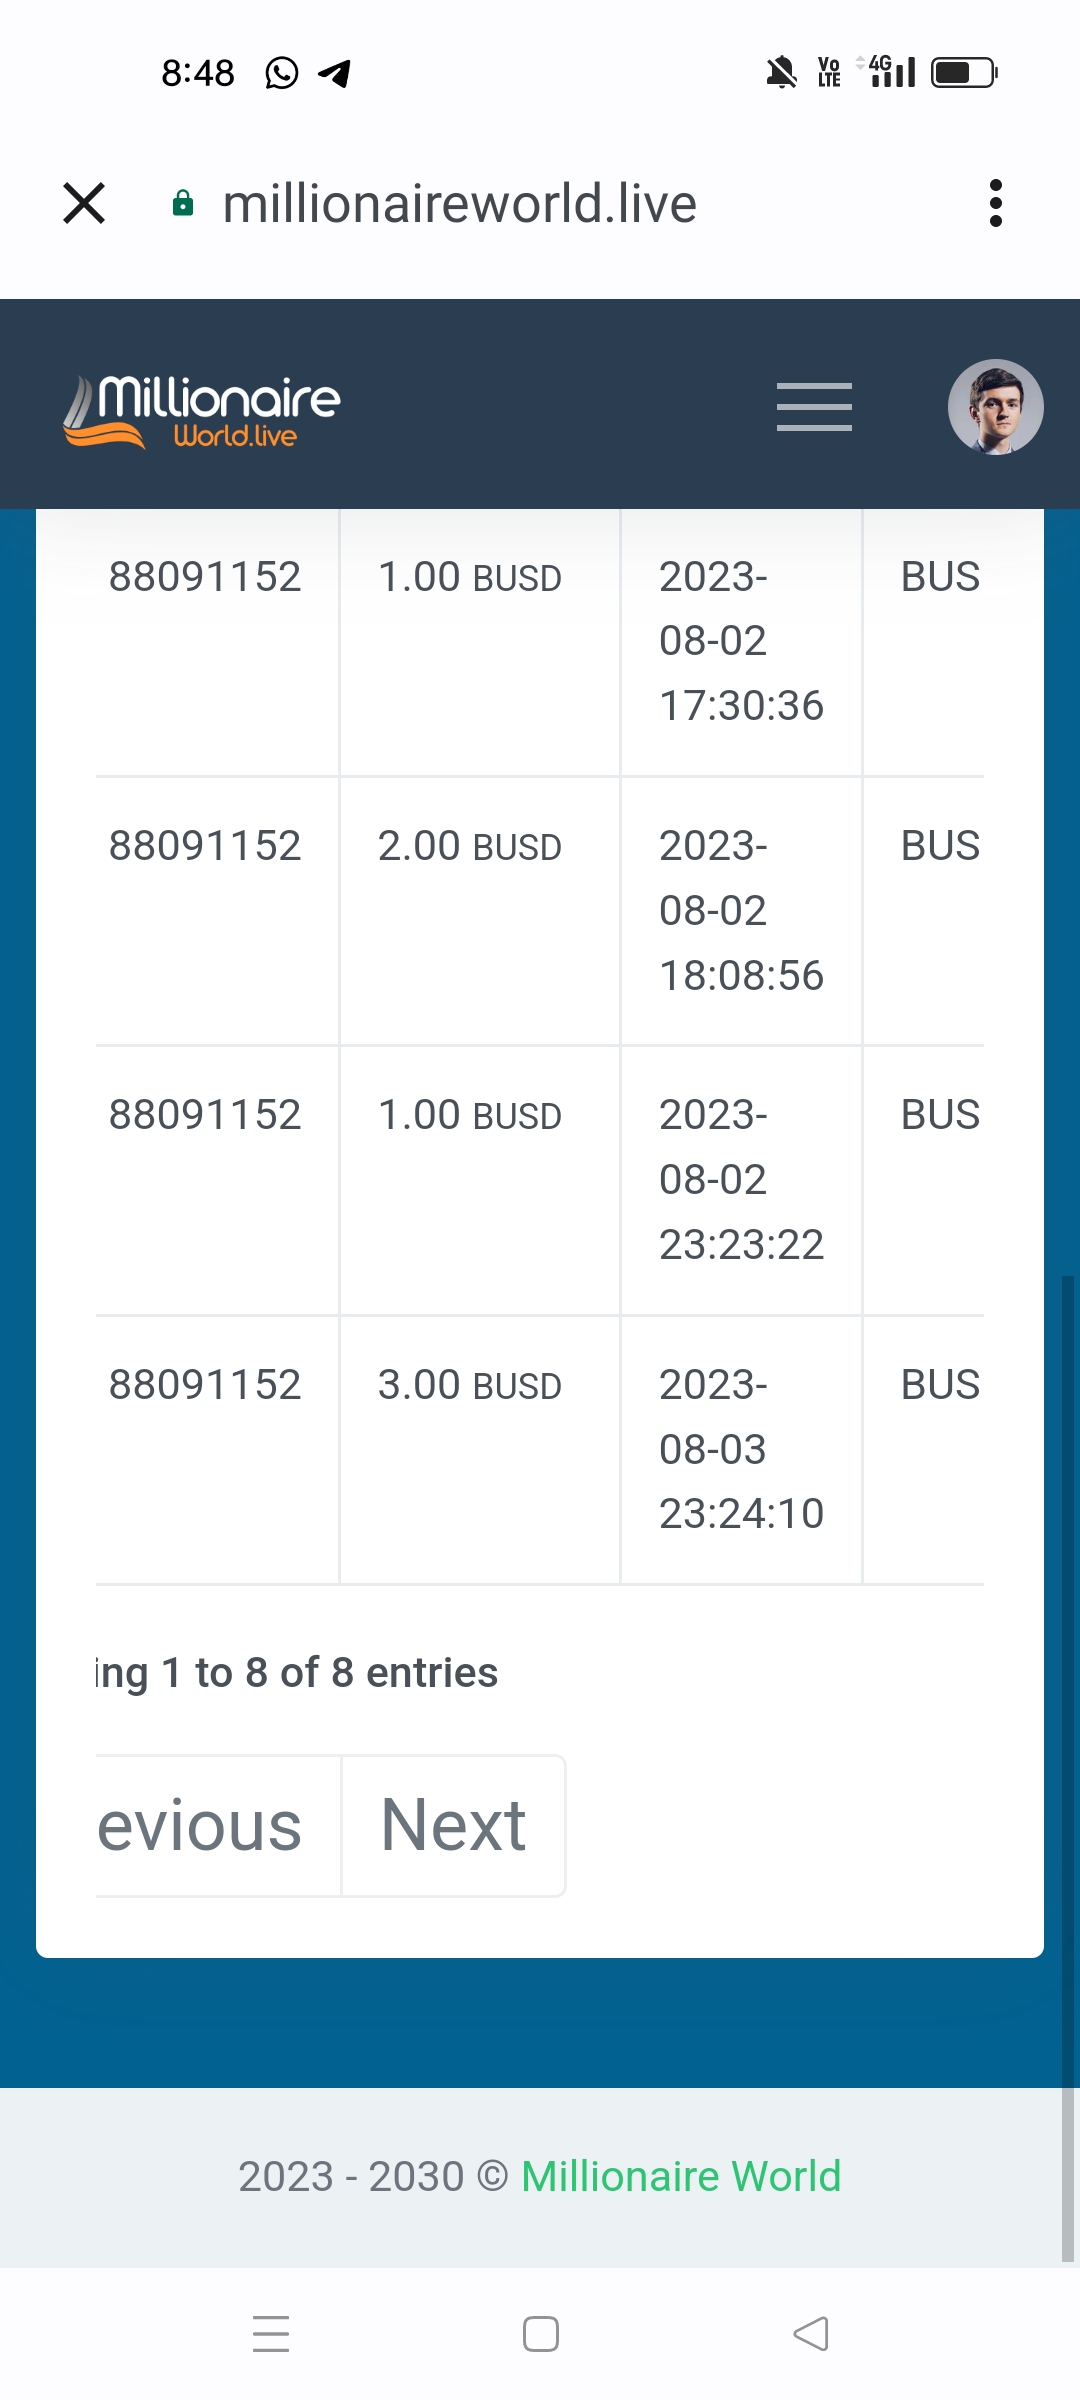 8:48 Vo LTE 4G
millionaireworld.live
Millionaire
World.live
88091152 1.00 BUSD 2023- BUS
08-02
17:30:36
88091152 2.00 BUSD 2023- BUS
08-02
18:08:56
88091152 1.00 BUSD 2023- BUS
08-02
23:23:22
88091152 3.00 BUSD 2023- BUS
08-03
23:24:10
ing 1 to 8 of 8 entries
evious Next
2023 - 2030 © Millionaire World